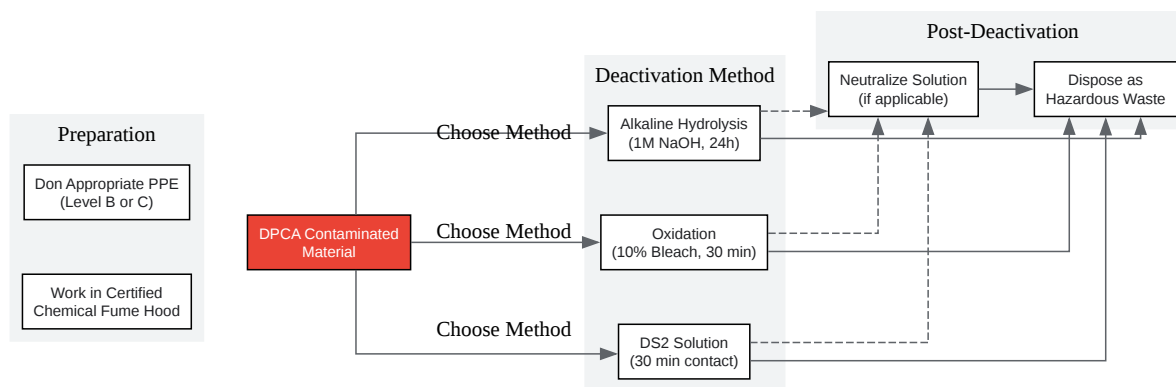 Preparation
Don Appropriate PPE
(Level B or C)
Work in Certified
Chemical Fume Hood
DPCA Contaminated
Material
Choose Method
Choose Method
Choose Method
Deactivation Method
Alkaline Hydrolysis
(1M NaOH, 24h)
Oxidation
(10% Bleach, 30 min)
DS2 Solution
(30 min contact)
Post-Deactivation
Neutralize Solution
(if applicable)
Dispose as
Hazardous Waste